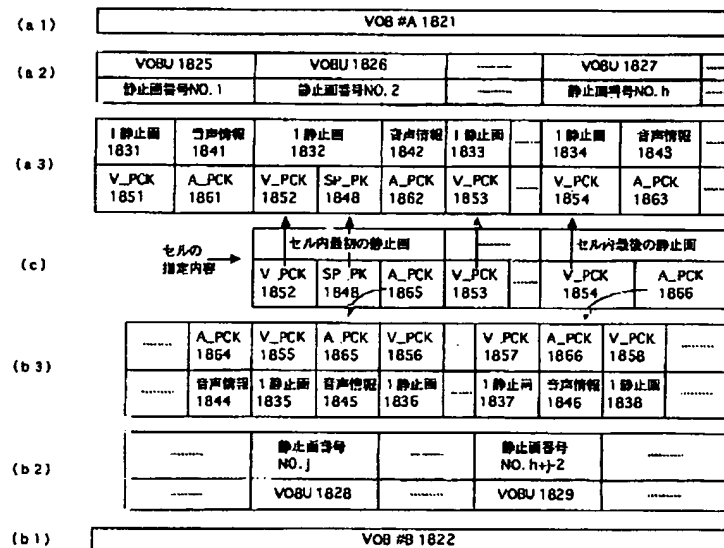 (a1)
VOB #A 1821
(a2)
VOBU 1825 VOBU 1826 VOBU 1827
静止画番号NO.1 静止画番号NO.2 静止画番号NO.h
(a3)
1静止画 音声情報 1静止画 音声情報 1静止画 1静止画 音声情報
1831 1841 1832 1842 1833 1834 1843
V_PCK A_PCK V_PCK SP_PK A_PCK V_PCK V_PCK A_PCK
1851 1861 1852 1848 1862 1853 1854 1863
セルの
指定内容
(c)
セル内最初の静止画 セル内最後の静止画
V_PCK SP_PK A_PCK V_PCK V_PCK A_PCK
1852 1848 1865 1853 1854 1866
(b3)
A_PCK V_PCK A_PCK V_PCK V_PCK A_PCK V_PCK
1864 1855 1865 1856 1857 1866 1858
音声情報 1静止画 音声情報 1静止画 1静止画 音声情報 1静止画
1844 1835 1845 1836 1837 1846 1838
(b2)
静止画番号 静止画番号
NO.j NO.h+j-2
VOBU 1828 VOBU 1829
(b1)
VOB #B 1822